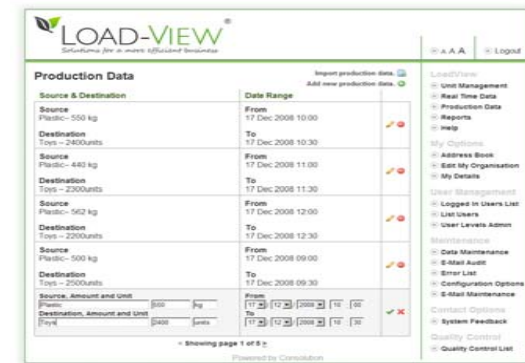 LOAD-VIEW®
Solutions for a more efficient business
A A A
Logout
Production Data
Import production data.
Add new production data.
Source & Destination
Date Range
Source
Plastic- 550 kg
Destination
Toys - 2400units
From
17 Dec 2008 10:00
To
17 Dec 2008 10:30
Source
Plastic- 440 kg
Destination
Toys - 2300units
From
17 Dec 2008 11:00
To
17 Dec 2008 11:30
Source
Plastic- 562 kg
Destination
Toys - 2200units
From
17 Dec 2008 12:00
To
17 Dec 2008 12:30
Source
Plastic- 500 kg
Destination
Toys - 2500units
From
17 Dec 2008 09:00
To
17 Dec 2008 09:30
Source, Amount and Unit
Plastic 500 kg
Destination, Amount and Unit
Toys 2400 units
From
17 / 12 / 2008 10 : 00
To
17 / 12 / 2008 10 : 30
Showing page 1 of 5
Powered by Consolution
LoadView
Unit Management
Real Time Data
Production Data
Reports
Help
My Options
Address Book
Edit My Organisation
My Details
User Management
Logged In Users List
List Users
User Levels Admin
Maintenance
Data Maintenance
E-Mail Audit
Error List
Configuration Options
E-Mail Maintenance
Contact Options
System Feedback
Quality Control
Quality Control List